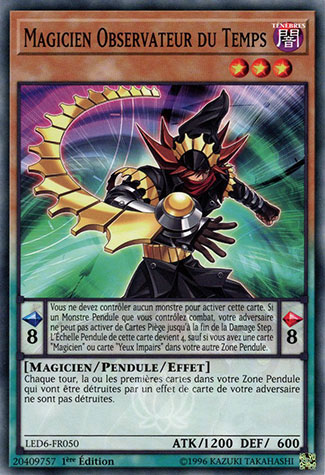 Magicien Observateur du Temps
TÉNÈBRES
闇
Vous ne devez contrôler aucun monstre pour activer cette carte. Si
un Monstre Pendule que vous contrôlez combat, votre adversaire
ne peut pas activer de Cartes Piège jusqu'à la fin de la Damage Step.
L'Échelle Pendule de cette carte devient 4, sauf si vous avez une carte
"Magicien" ou carte "Yeux Impairs" dans votre autre Zone Pendule.
8
8
[Magicien/Pendule/Effet]
Chaque tour, la ou les premières cartes dans votre Zone Pendule
qui vont être détruites par un effet de carte de votre adversaire
ne sont pas détruites.
LED6-FR050
ATK/1200 DEF/ 600
20409757
1ère Édition
©1996 KAZUKI TAKAHASHI